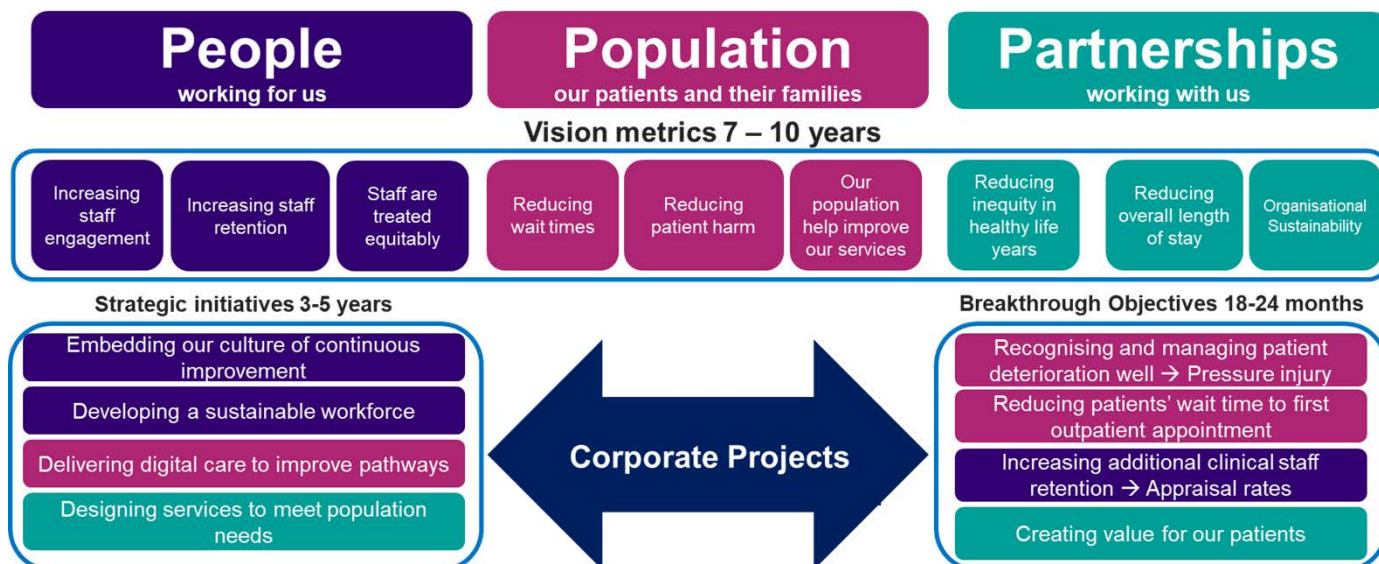 People
working for us
Population
our patients and their families
Partnerships
working with us
Vision metrics 7 – 10 years
Increasing
staff
engagement
Increasing staff
retention
Staff are
treated
equitably
Reducing
wait times
Reducing
patient harm
Our
population
help improve
our services
Reducing
inequity in
healthy life
years
Reducing
overall length
of stay
Organisational
Sustainability
Strategic initiatives 3-5 years
Embedding our culture of continuous
improvement
Developing a sustainable workforce
Delivering digital care to improve pathways
Designing services to meet population
needs
Corporate Projects
Breakthrough Objectives 18-24 months
Recognising and managing patient
deterioration well → Pressure injury
Reducing patients’ wait time to first
outpatient appointment
Increasing additional clinical staff
retention → Appraisal rates
Creating value for our patients